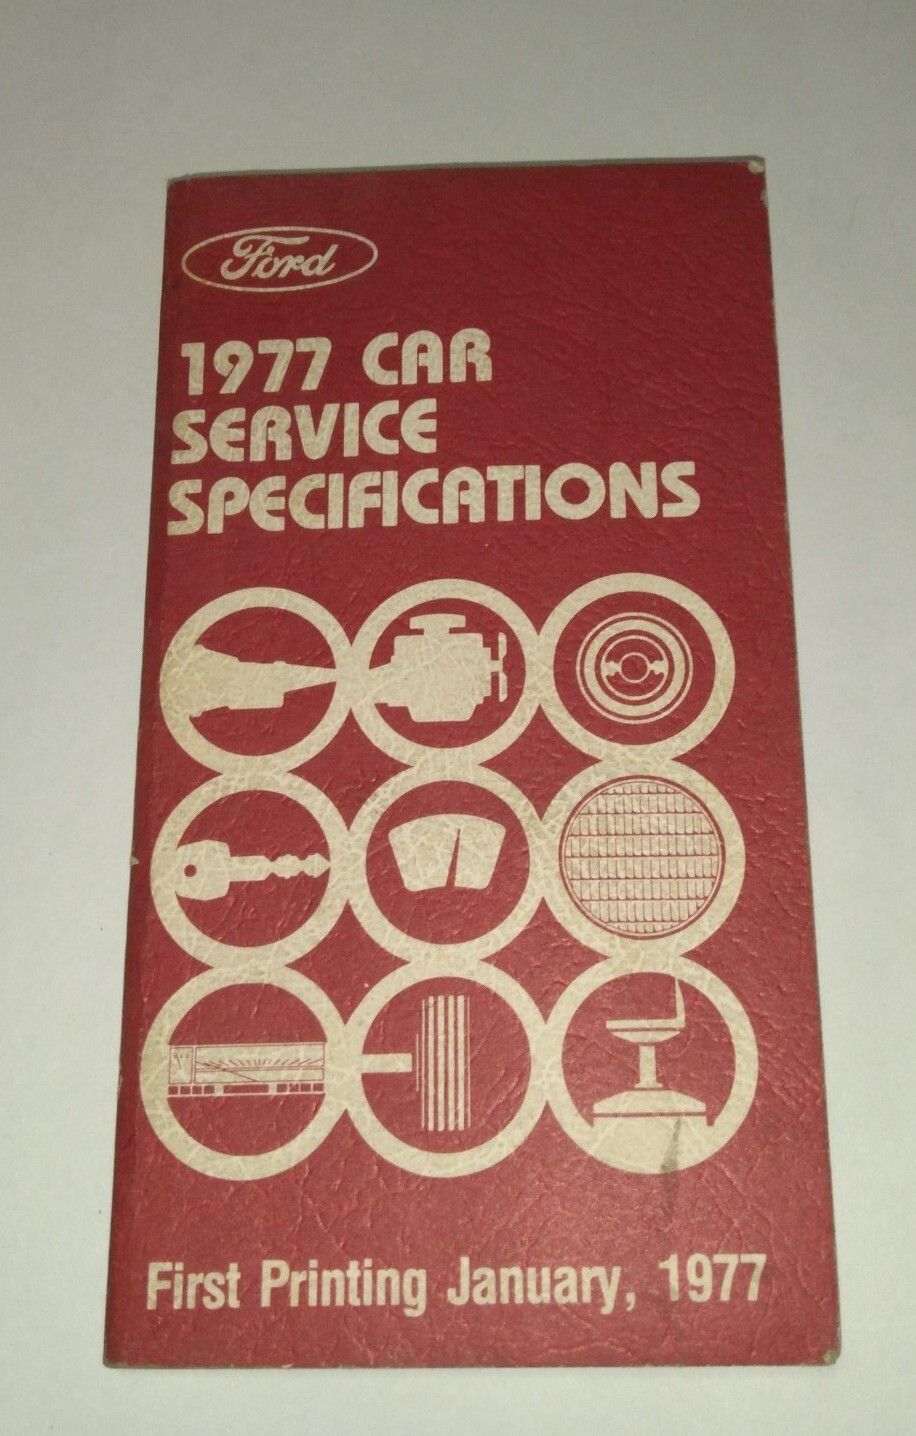 Ford
1977 CAR
SERVICE
SPECIFICATIONS
First Printing January, 1977